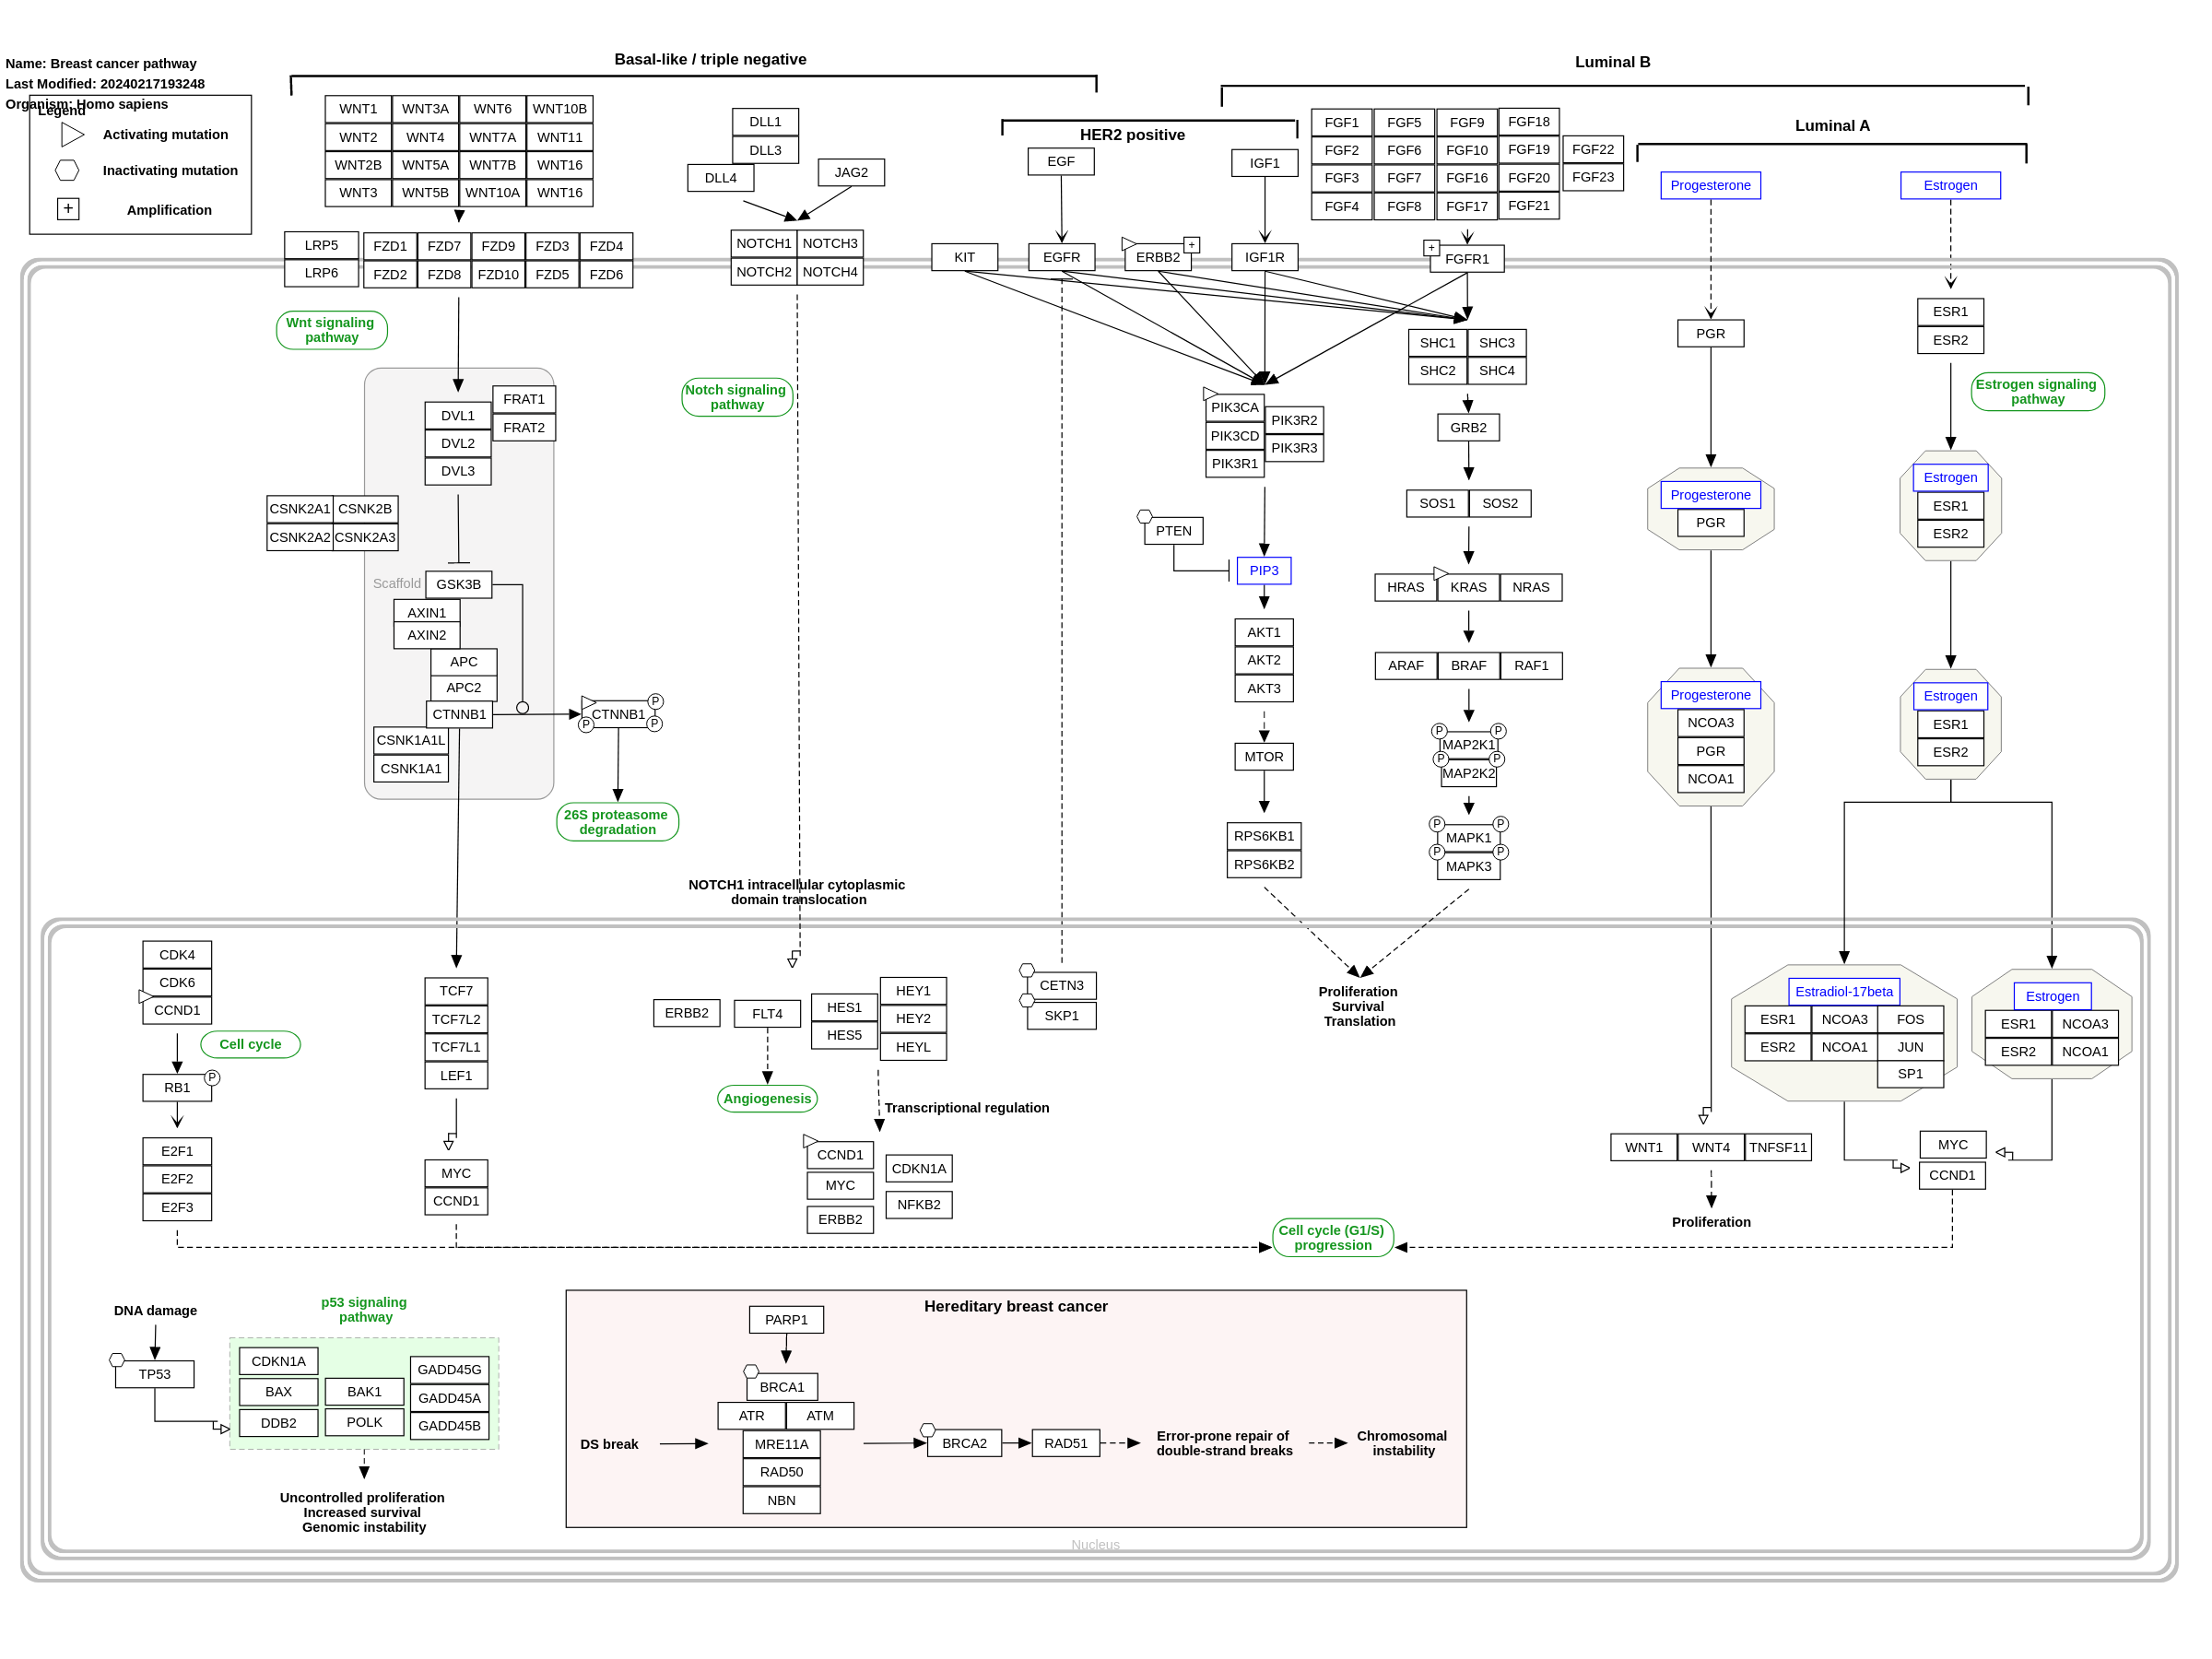 Name: Breast cancer pathway
Last Modified: 20240217193248
Organism: Homo sapiens
Legend
Activating mutation
Inactivating mutation
+
Amplification
Basal-like / triple negative
HER2 positive
Luminal B
Luminal A
WNT1 WNT3A WNT6 WNT10B
WNT2 WNT4 WNT7A WNT11
WNT2B WNT5A WNT7B WNT16
WNT3 WNT5B WNT10A WNT16
DLL1
DLL3
DLL4
JAG2
EGF
IGF1
FGF1 FGF5 FGF9 FGF18
FGF2 FGF6 FGF10 FGF19 FGF22
FGF3 FGF7 FGF16 FGF20 FGF23
FGF4 FGF8 FGF17 FGF21
Progesterone
Estrogen
LRP5
LRP6
FZD1 FZD7 FZD9 FZD3 FZD4
FZD2 FZD8 FZD10 FZD5 FZD6
NOTCH1 NOTCH3
NOTCH2 NOTCH4
KIT
EGFR
ERBB2
+
IGF1R
+
FGFR1
Wnt signaling
pathway
Notch signaling
pathway
PGR
ESR1
ESR2
Estrogen signaling
pathway
SHC1 SHC3
SHC2 SHC4
GRB2
SOS1 SOS2
HRAS KRAS NRAS
ARAF BRAF RAF1
P P
MAP2K1
P P
MAP2K2
P P
MAPK1
P P
MAPK3
DVL1
DVL2
DVL3
FRAT1
FRAT2
CSNK2A1 CSNK2B
CSNK2A2 CSNK2A3
Scaffold
GSK3B
AXIN1
AXIN2
APC
APC2
CTNNB1
CSNK1A1L
CSNK1A1
CTNNB1
P
P P
26S proteasome
degradation
PIK3CA
PIK3CD
PIK3R1
PIK3R2
PIK3R3
PTEN
PIP3
AKT1
AKT2
AKT3
MTOR
RPS6KB1
RPS6KB2
Progesterone
PGR
Estrogen
ESR1
ESR2
Progesterone
NCOA3
PGR
NCOA1
Estrogen
ESR1
ESR2
NOTCH1 intracellular cytoplasmic
domain translocation
CDK4
CDK6
CCND1
Cell cycle
RB1
P
E2F1
E2F2
E2F3
TCF7
TCF7L2
TCF7L1
LEF1
MYC
CCND1
ERBB2
FLT4
HES1
HES5
HEY1
HEY2
HEYL
Angiogenesis
Transcriptional regulation
CCND1
MYC
ERBB2
CDKN1A
NFKB2
CETN3
SKP1
Proliferation
Survival
Translation
Estradiol-17beta
ESR1 NCOA3 FOS
ESR2 NCOA1 JUN
SP1
Estrogen
ESR1 NCOA3
ESR2 NCOA1
WNT1 WNT4 TNFSF11
Proliferation
MYC
CCND1
Cell cycle (G1/S)
progression
DNA damage
TP53
p53 signaling
pathway
CDKN1A
BAX
DDB2
BAK1
POLK
GADD45G
GADD45A
GADD45B
Uncontrolled proliferation
Increased survival
Genomic instability
Hereditary breast cancer
PARP1
BRCA1
ATR ATM
MRE11A
RAD50
NBN
DS break
BRCA2
RAD51
Error-prone repair of
double-strand breaks
Chromosomal
instability
Nucleus